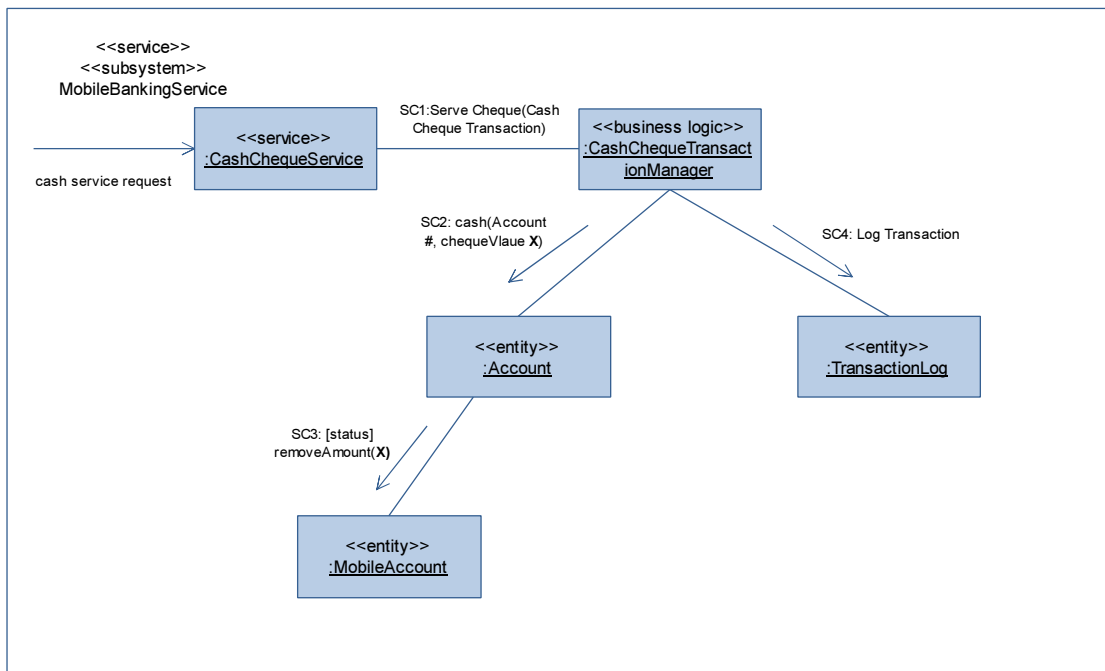 <<service>>
<<subsystem>>
MobileBankingService
cash service request
<<service>>
:CashChequeService
SC1:Serve Cheque(Cash
Cheque Transaction)
<<business logic>>
:CashChequeTransact
ionManager
SC2: cash(Account
#, chequeVlaue X)
SC4: Log Transaction
<<entity>>
:Account
<<entity>>
:TransactionLog
SC3: [status]
removeAmount(X)
<<entity>>
:MobileAccount